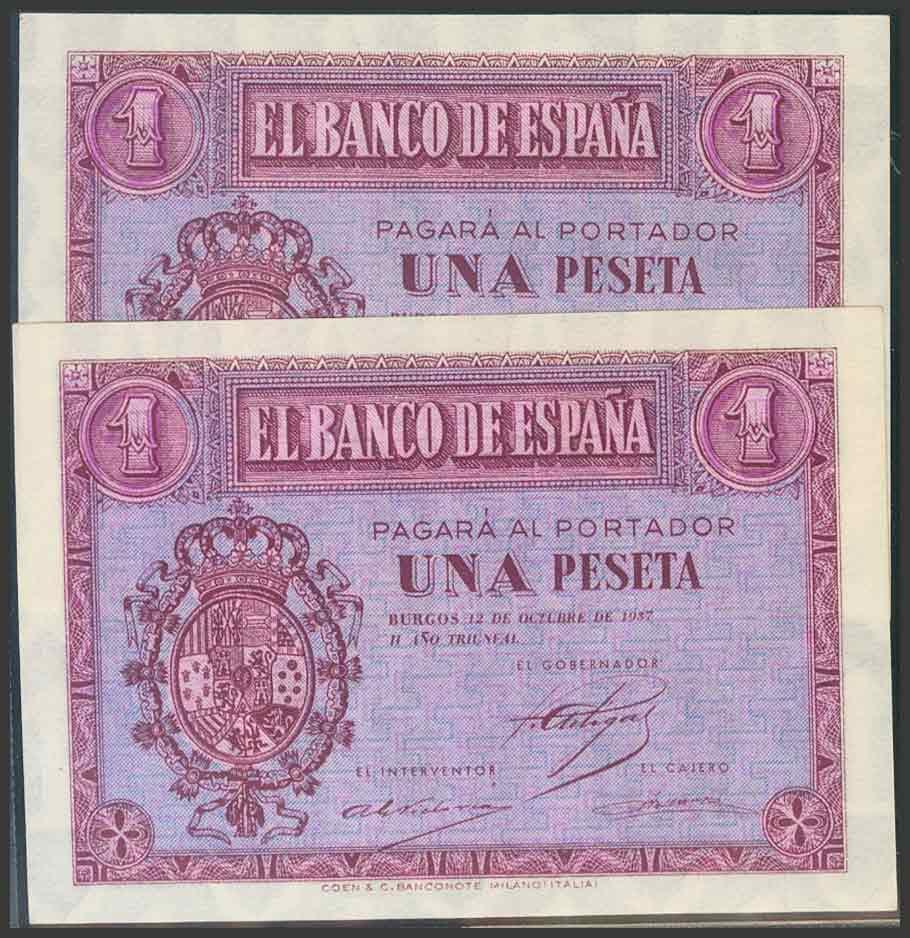 1 EL BANCO DE ESPAÑA 1
PAGARÁ AL PORTADOR
UNA PESETA
BURGOS
1 EL BANCO DE ESPAÑA 1
PAGARÁ AL PORTADOR
UNA PESETA
BURGOS 12 DE OCTUBRE DE 1937
II AÑO TRIUNFAL
EL GOBERNADOR
EL INTERVENTOR EL CAJERO
COEN & C. BANCONOTE MILANO (ITALIA)